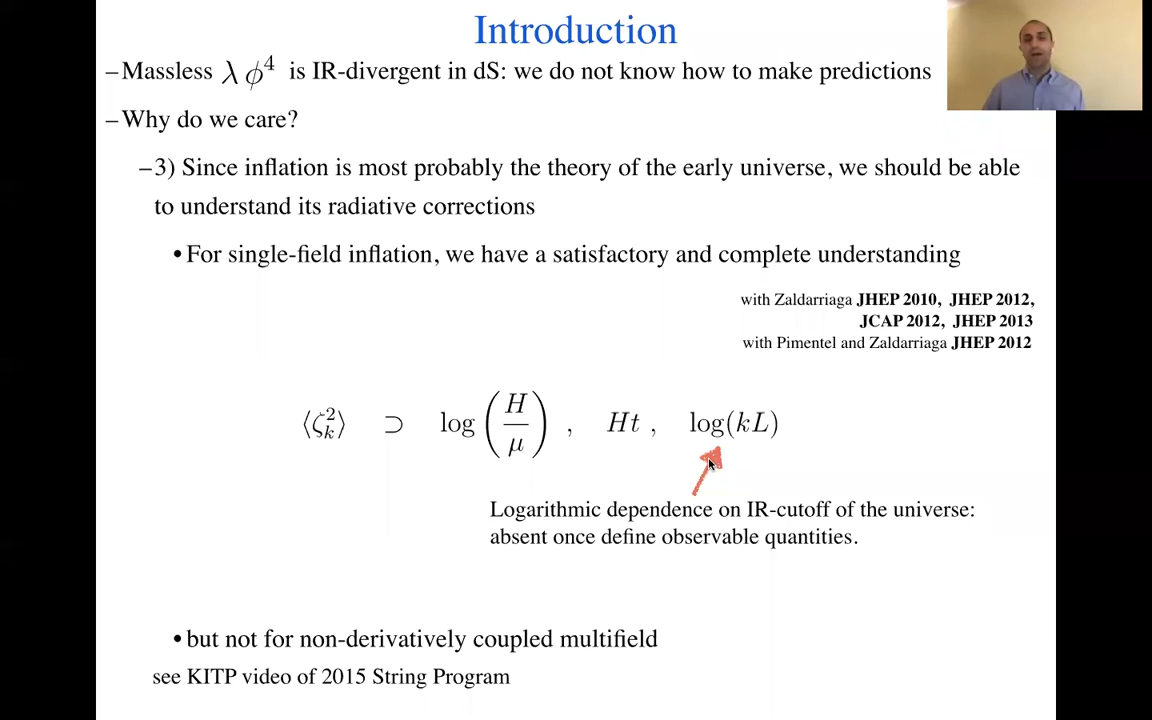 Introduction
– Massless λ ϕ⁴ is IR-divergent in dS: we do not know how to make predictions
– Why do we care?
– 3) Since inflation is most probably the theory of the early universe, we should be able
to understand its radiative corrections
• For single-field inflation, we have a satisfactory and complete understanding
with Zaldarriaga JHEP 2010, JHEP 2012,
JCAP 2012, JHEP 2013
with Pimentel and Zaldarriaga JHEP 2012
⟨ζ²ₖ⟩ ⊃ log(H/μ) , Ht , log(kL)
Logarithmic dependence on IR-cutoff of the universe:
absent once define observable quantities.
• but not for non-derivatively coupled multifield
see KITP video of 2015 String Program